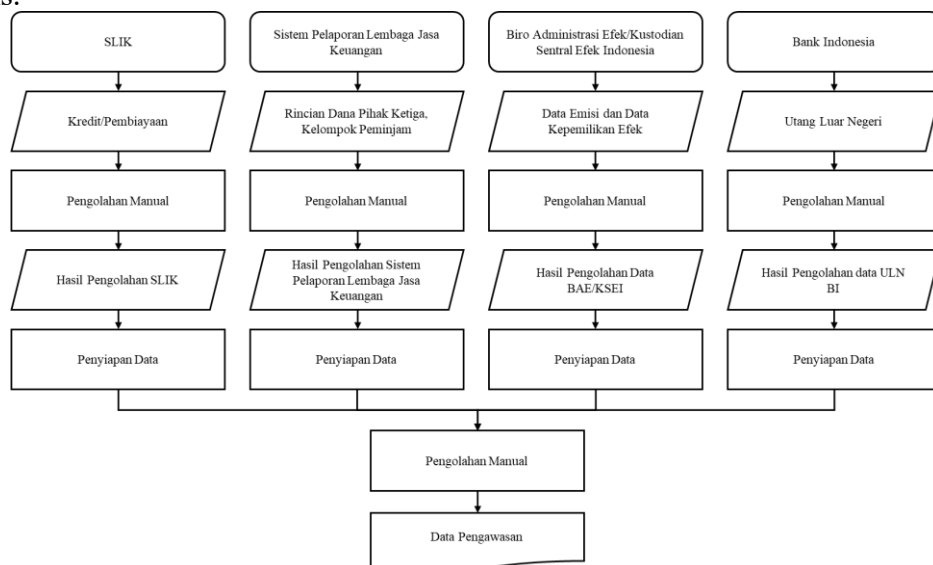 s.
SLIK
Sistem Pelaporan Lembaga Jasa
Keuangan
Biro Administrasi Efek/Kustodian
Sentral Efek Indonesia
Bank Indonesia
Kredit/Pembiayaan
Rincian Dana Pihak Ketiga,
Kelompok Peminjam
Data Emisi dan Data
Kepemilikan Efek
Utang Luar Negeri
Pengolahan Manual
Pengolahan Manual
Pengolahan Manual
Pengolahan Manual
Hasil Pengolahan SLIK
Hasil Pengolahan Sistem
Pelaporan Lembaga Jasa
Keuangan
Hasil Pengolahan Data
BAE/KSEI
Hasil Pengolahan data ULN
BI
Penyiapan Data
Penyiapan Data
Penyiapan Data
Penyiapan Data
Pengolahan Manual
Data Pengawasan